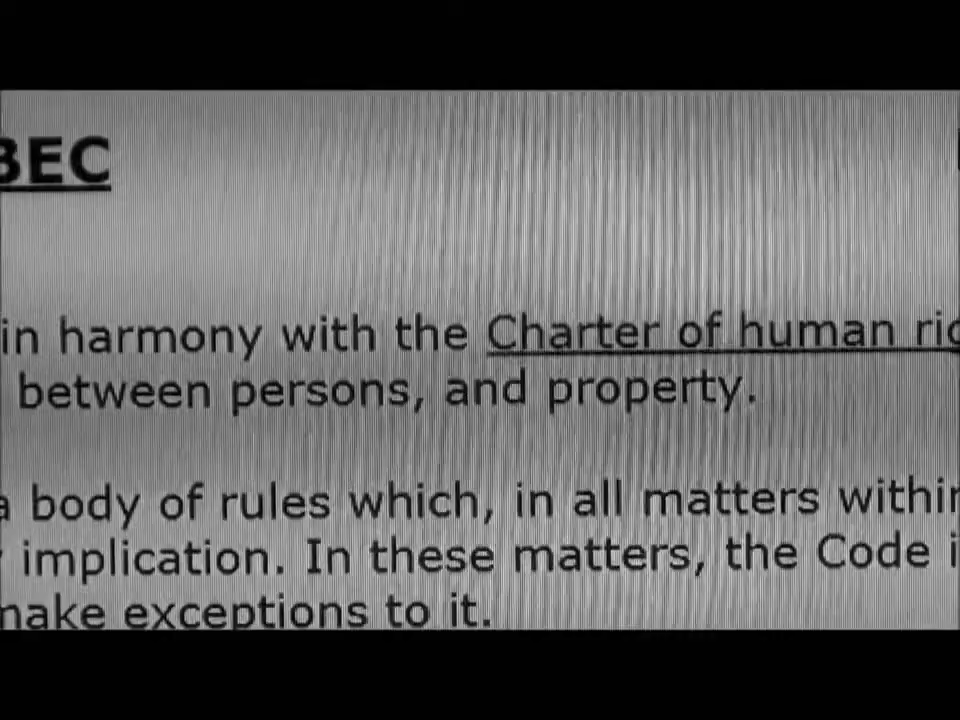 BEC
in harmony with the Charter of human rig
between persons, and property.
a body of rules which, in all matters within
implication. In these matters, the Code i
make exceptions to it.